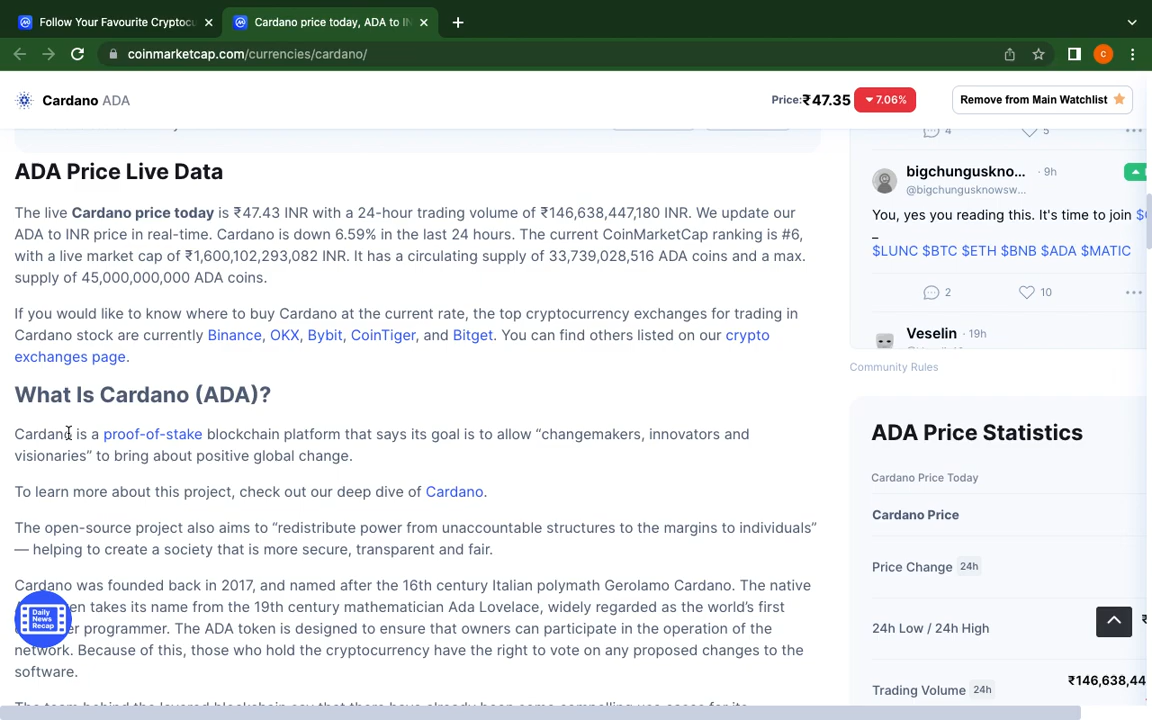 Follow Your Favourite Cryptocu
Cardano price today, ADA to IN
coinmarketcap.com/currencies/cardano/
C
Cardano ADA
Price:₹47.35
7.06%
Remove from Main Watchlist
ADA Price Live Data
The live Cardano price today is ₹47.43 INR with a 24-hour trading volume of ₹146,638,447,180 INR. We update our
ADA to INR price in real-time. Cardano is down 6.59% in the last 24 hours. The current CoinMarketCap ranking is #6,
with a live market cap of ₹1,600,102,293,082 INR. It has a circulating supply of 33,739,028,516 ADA coins and a max.
supply of 45,000,000,000 ADA coins.
If you would like to know where to buy Cardano at the current rate, the top cryptocurrency exchanges for trading in
Cardano stock are currently Binance, OKX, Bybit, CoinTiger, and Bitget. You can find others listed on our crypto
exchanges page.
What Is Cardano (ADA)?
Cardano is a proof-of-stake blockchain platform that says its goal is to allow “changemakers, innovators and
visionaries” to bring about positive global change.
To learn more about this project, check out our deep dive of Cardano.
The open-source project also aims to “redistribute power from unaccountable structures to the margins to individuals”
— helping to create a society that is more secure, transparent and fair.
Cardano was founded back in 2017, and named after the 16th century Italian polymath Gerolamo Cardano. The native
en takes its name from the 19th century mathematician Ada Lovelace, widely regarded as the world’s first
er programmer. The ADA token is designed to ensure that owners can participate in the operation of the
network. Because of this, those who hold the cryptocurrency have the right to vote on any proposed changes to the
software.
Daily
News
Recap
4
5
bigchunguskno... · 9h
@bigchungusknowsw...
You, yes you reading this. It's time to join
_
$LUNC $BTC $ETH $BNB $ADA $MATIC
2
10
Veselin · 19h
Community Rules
ADA Price Statistics
Cardano Price Today
Cardano Price
Price Change 24h
24h Low / 24h High
₹
Trading Volume 24h
₹146,638,44